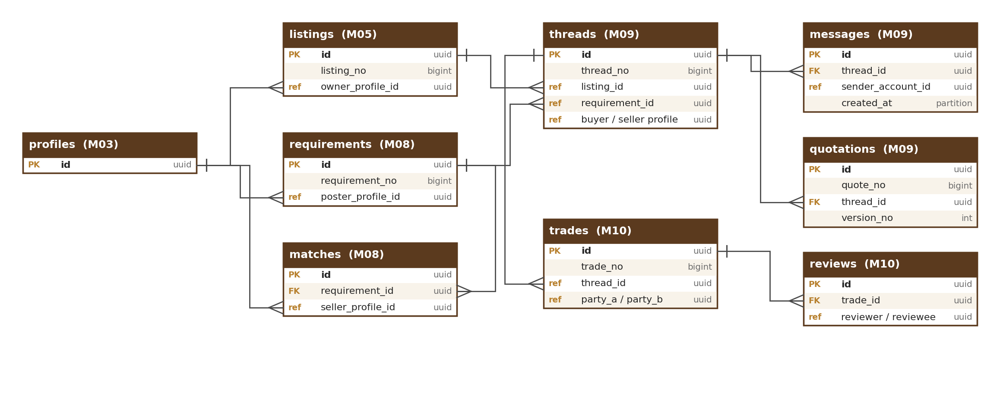 profiles (M03)
PK id uuid
listings (M05)
PK id uuid
listing_no bigint
ref owner_profile_id uuid
requirements (M08)
PK id uuid
requirement_no bigint
ref poster_profile_id uuid
matches (M08)
PK id uuid
FK requirement_id uuid
ref seller_profile_id uuid
threads (M09)
PK id uuid
thread_no bigint
ref listing_id uuid
ref requirement_id uuid
ref buyer / seller profile uuid
trades (M10)
PK id uuid
trade_no bigint
ref thread_id uuid
ref party_a / party_b uuid
messages (M09)
PK id uuid
FK thread_id uuid
ref sender_account_id uuid
created_at partition
quotations (M09)
PK id uuid
quote_no bigint
FK thread_id uuid
version_no int
reviews (M10)
PK id uuid
FK trade_id uuid
ref reviewer / reviewee uuid